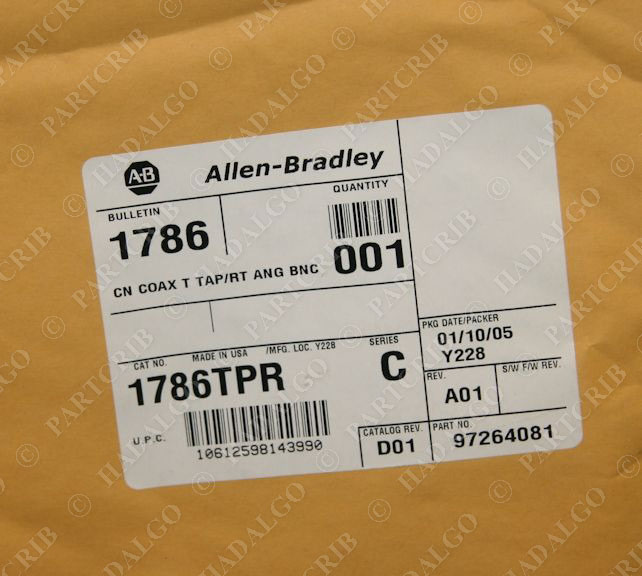 A-B Allen-Bradley
BULLETIN
1786
QUANTITY
001
CN COAX T TAP/RT ANG BNC
CAT NO. MADE IN USA /MFG. LOC. Y228 SERIES
1786TPR C
U.P.C.
10612598143990
PKG DATE/PACKER
01/10/05
Y228
REV. S/W F/W REV.
A01
CATALOG REV. PART NO.
D01 97264081
PARTCRIB © HADALGO ©